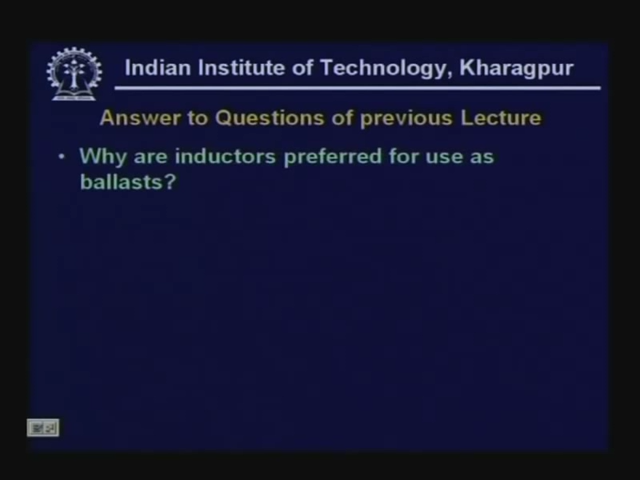 Indian Institute of Technology, Kharagpur
Answer to Questions of previous Lecture
• Why are inductors preferred for use as
ballasts?